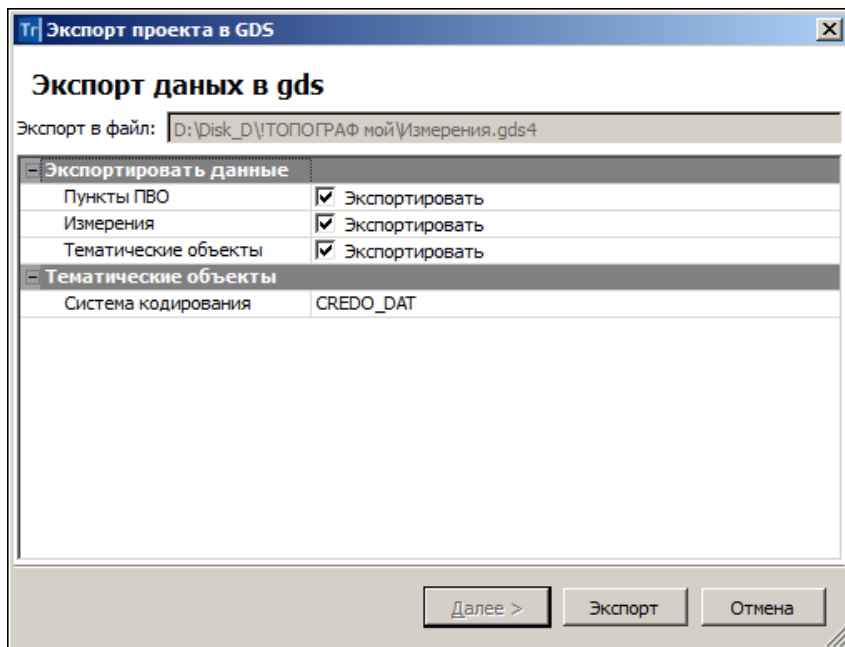 Tr Экспорт проекта в GDS
Экспорт даных в gds
Экспорт в файл: D:\Disk_D\!ТОПОГРАФ мой\Измерения.gds4
Экспортировать данные
Пункты ПВО Экспортировать
Измерения Экспортировать
Тематические объекты Экспортировать
Тематические объекты
Система кодирования CREDO_DAT
Далее > Экспорт Отмена